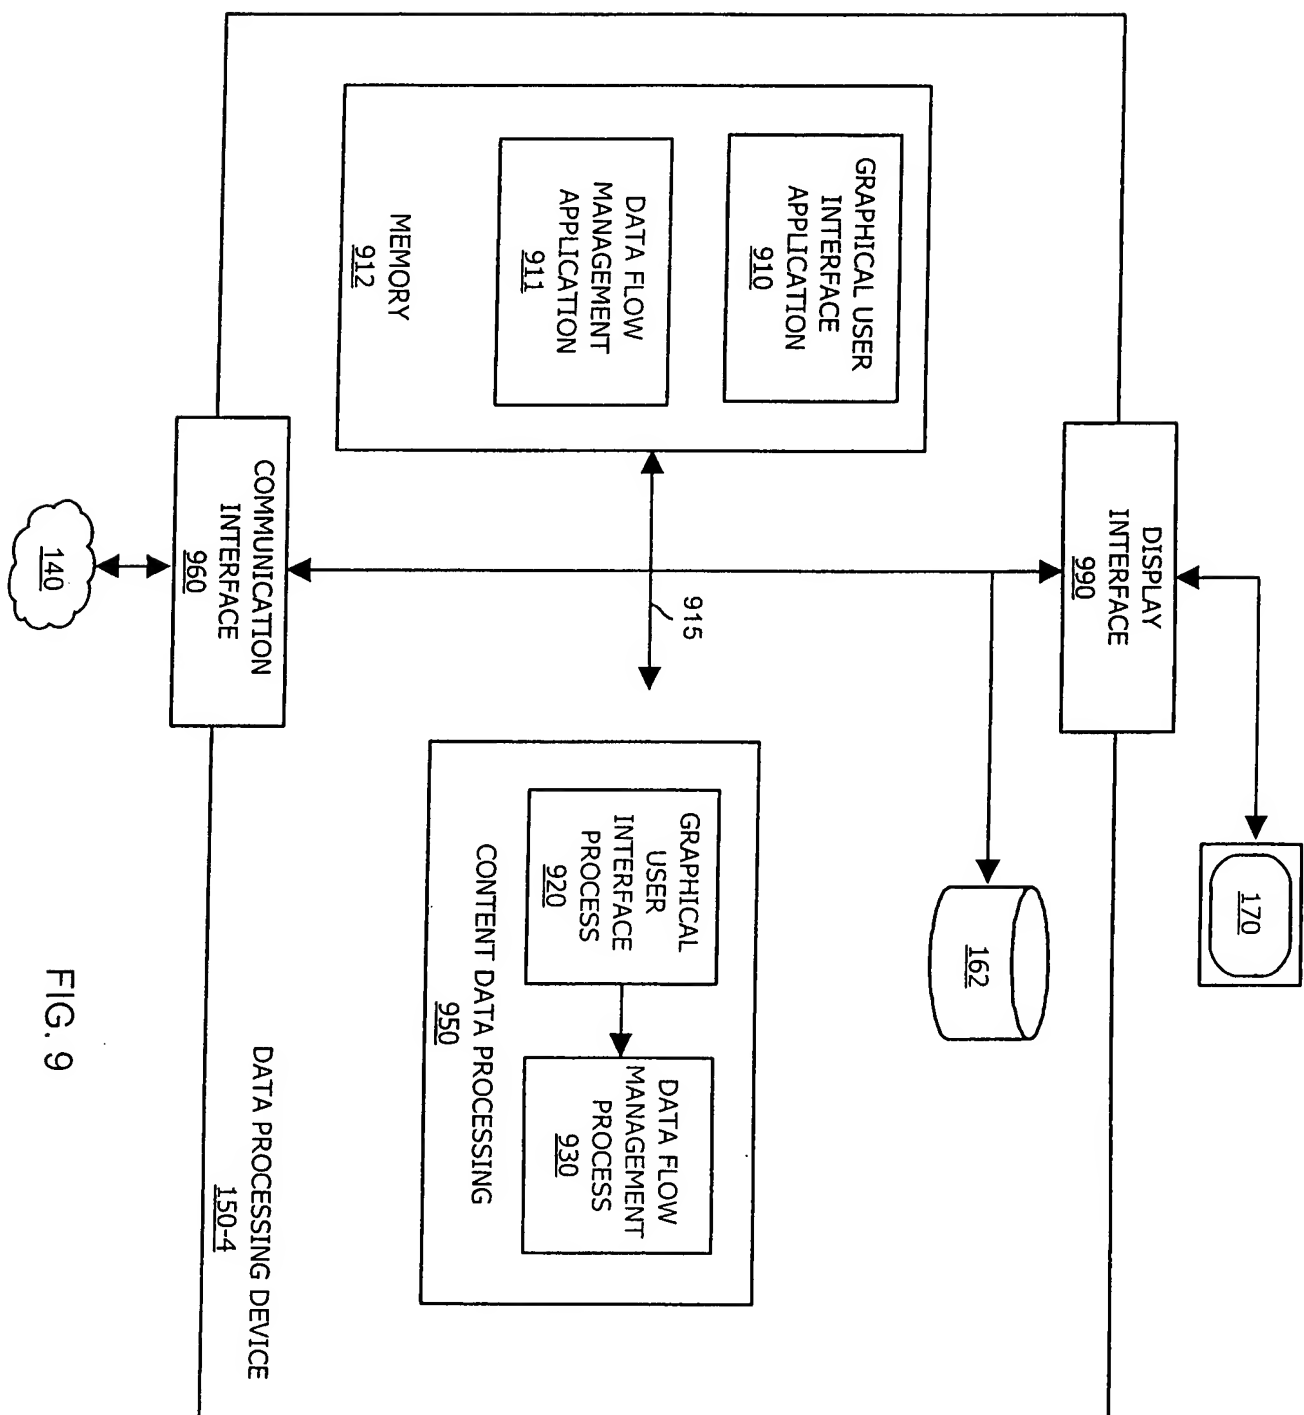 170
DISPLAY
INTERFACE
990
162
GRAPHICAL USER
INTERFACE
APPLICATION
910
DATA FLOW
MANAGEMENT
APPLICATION
911
MEMORY
912
915
GRAPHICAL
USER
INTERFACE
PROCESS
920
DATA FLOW
MANAGEMENT
PROCESS
930
CONTENT DATA PROCESSING
950
COMMUNICATION
INTERFACE
960
140
DATA PROCESSING DEVICE
150-4
FIG. 9